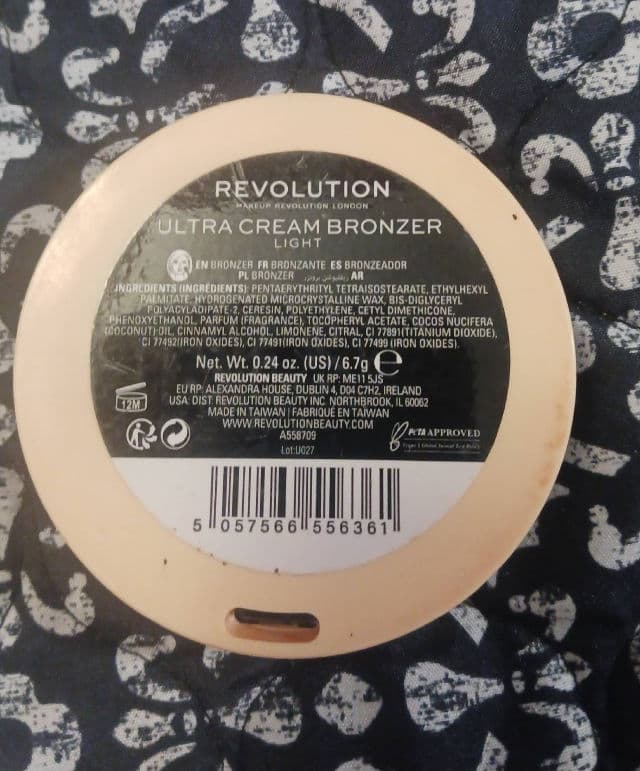 REVOLUTION
MAKEUP REVOLUTION LONDON
ULTRA CREAM BRONZER
LIGHT
EN BRONZER FR BRONZANTE ES BRONZEADOR
PL BRONZER AR
INGREDIENTS (INGRÉDIENTS): PENTAERYTHRITYL TETRAISOSTEARATE, ETHYLHEXYL
PALMITATE, HYDROGENATED MICROCRYSTALLINE WAX, BIS-DIGLYCERYL
POLYACYLADIPATE-2, CERESIN, POLYETHYLENE, CETYL DIMETHICONE,
PHENOXYETHANOL, PARFUM (FRAGRANCE), TOCOPHERYL ACETATE, COCOS NUCIFERA
(COCONUT) OIL, CINNAMYL ALCOHOL, LIMONENE, CITRAL, CI 77891(TITANIUM DIOXIDE),
CI 77492(IRON OXIDES), CI 77491(IRON OXIDES), CI 77499 (IRON OXIDES).
Net. Wt. 0.24 oz. (US) / 6.7g e
REVOLUTION BEAUTY UK RP: ME11 5JS
EU RP: ALEXANDRA HOUSE, DUBLIN 4, D04 C7H2, IRELAND
USA: DIST: REVOLUTION BEAUTY INC. NORTHBROOK, IL 60062
12M
MADE IN TAIWAN | FABRIQUÉ EN TAIWAN
WWW.REVOLUTIONBEAUTY.COM
A558709
PETA APPROVED
Lot:U027
5 057566 556361